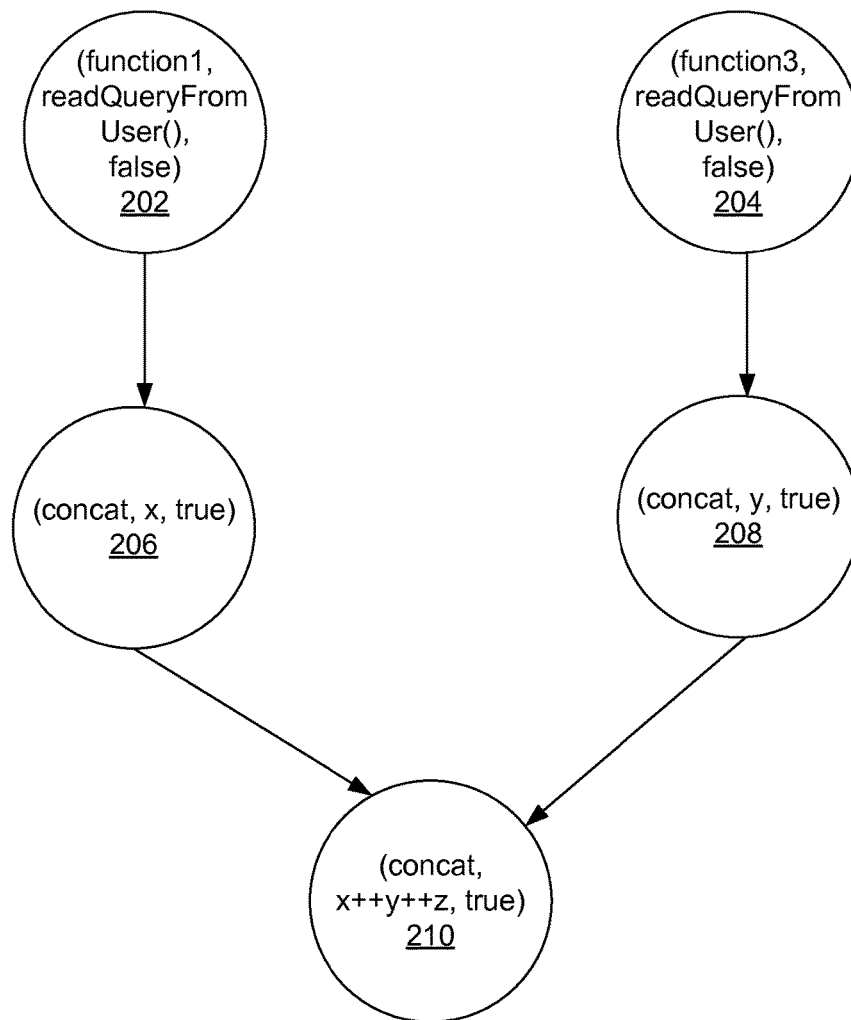 (function1,
readQueryFrom
User(),
false)
202
(function3,
readQueryFrom
User(),
false)
204
(concat, x, true)
206
(concat, y, true)
208
(concat,
x++y++z, true)
210